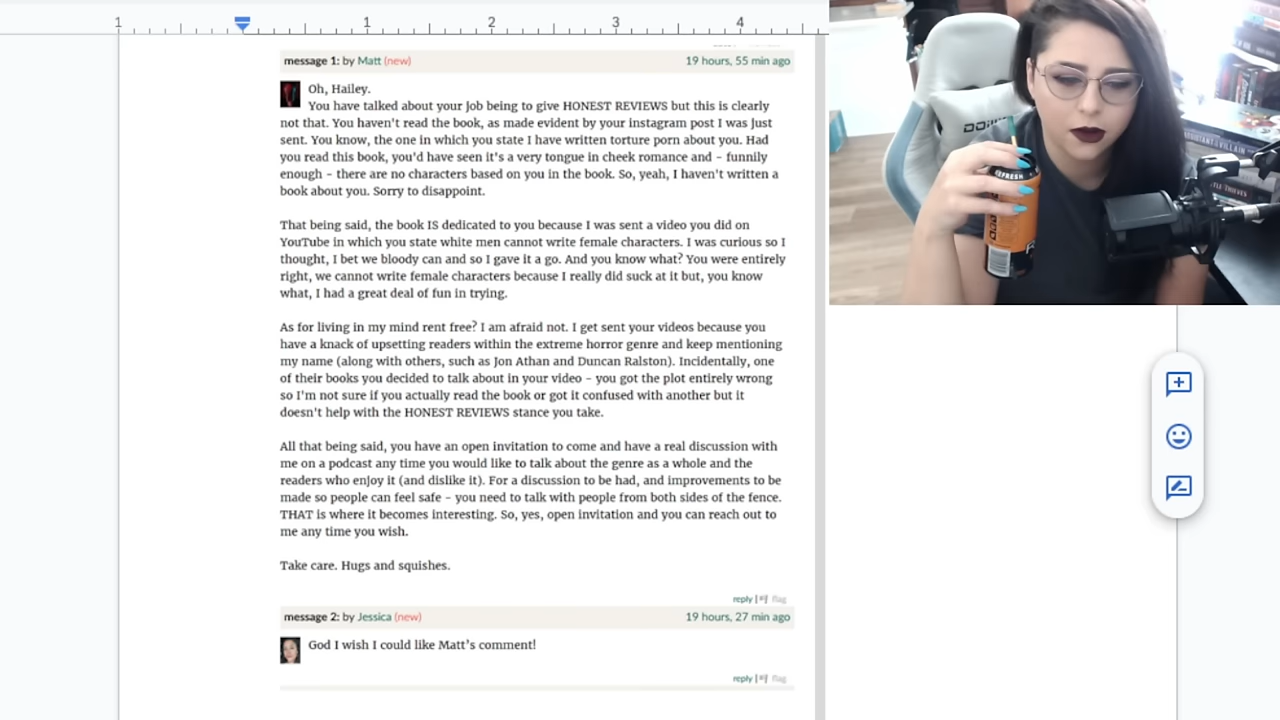 1 1 2 3 4
message 1: by Matt (new) 19 hours, 55 min ago
Oh, Hailey.
You have talked about your job being to give HONEST REVIEWS but this is clearly
not that. You haven't read the book, as made evident by your instagram post I was just
sent. You know, the one in which you state I have written torture porn about you. Had
you read this book, you'd have seen it's a very tongue in cheek romance and - funnily
enough - there are no characters based on you in the book. So, yeah, I haven't written a
book about you. Sorry to disappoint.
That being said, the book IS dedicated to you because I was sent a video you did on
YouTube in which you state white men cannot write female characters. I was curious so I
thought, I bet we bloody can and so I gave it a go. And you know what? You were entirely
right, we cannot write female characters because I really did suck at it but, you know
what, I had a great deal of fun in trying.
As for living in my mind rent free? I am afraid not. I get sent your videos because you
have a knack of upsetting readers within the extreme horror genre and keep mentioning
my name (along with others, such as Jon Athan and Duncan Ralston). Incidentally, one
of their books you decided to talk about in your video - you got the plot entirely wrong
so I'm not sure if you actually read the book or got it confused with another but it
doesn't help with the HONEST REVIEWS stance you take.
All that being said, you have an open invitation to come and have a real discussion with
me on a podcast any time you would like to talk about the genre as a whole and the
readers who enjoy it (and dislike it). For a discussion to be had, and improvements to be
made so people can feel safe - you need to talk with people from both sides of the fence.
THAT is where it becomes interesting. So, yes, open invitation and you can reach out to
me any time you wish.
Take care. Hugs and squishes.
reply | flag
message 2: by Jessica (new) 19 hours, 27 min ago
God I wish I could like Matt's comment!
reply | flag
REFRESH
VILLAIN